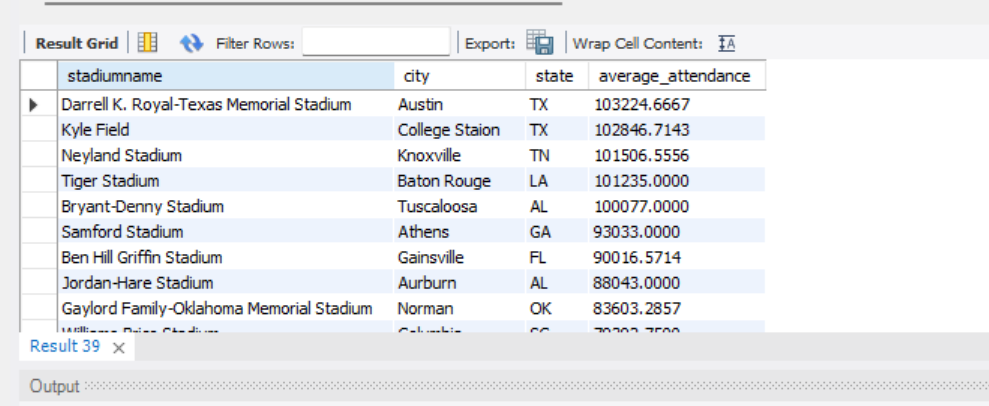 Result Grid Filter Rows: Export: Wrap Cell Content: IA
stadiumname city state average_attendance
Darrell K. Royal-Texas Memorial Stadium Austin TX 103224.6667
Kyle Field College Staion TX 102846.7143
Neyland Stadium Knoxville TN 101506.5556
Tiger Stadium Baton Rouge LA 101235.0000
Bryant-Denny Stadium Tuscaloosa AL 100077.0000
Samford Stadium Athens GA 93033.0000
Ben Hill Griffin Stadium Gainsville FL 90016.5714
Jordan-Hare Stadium Aurburn AL 88043.0000
Gaylord Family-Oklahoma Memorial Stadium Norman OK 83603.2857
Stadium Columbia SC
Result 39
Output